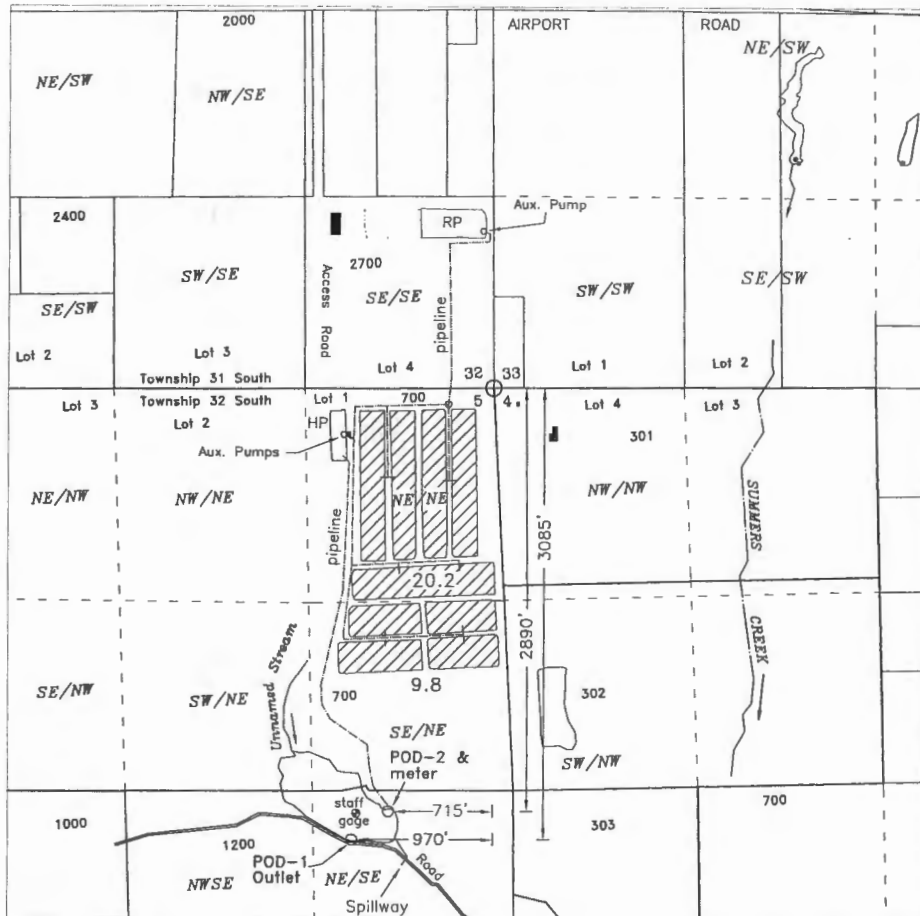 2000
AIRPORT ROAD
NE/SW
NE/SW
NW/SE
2400
RP
Aux. Pump
2700
SW/SE
Access Road
SE/SE
pipeline
SW/SW
SE/SW
SE/SW
Lot 2
Lot 3
Lot 4
32
33
Lot 1
Lot 2
Township 31 South
Township 32 South
Lot 3
Lot 2
Lot 1
700
5
4
Lot 4
Lot 3
HP
301
Aux. Pumps
NE/NW
NW/NE
NE/NE
NW/NW
pipeline
3085'
SUMMERS
20.2
2890'
CREEK
SE/NW
SW/NE
Unnamed Stream
700
9.8
302
SE/NE
SW/NW
POD-2 &
meter
1000
staff
gage
715'
700
970'
303
1200
POD-1
Outlet
Road
NWSE
NE/SE
Spillway